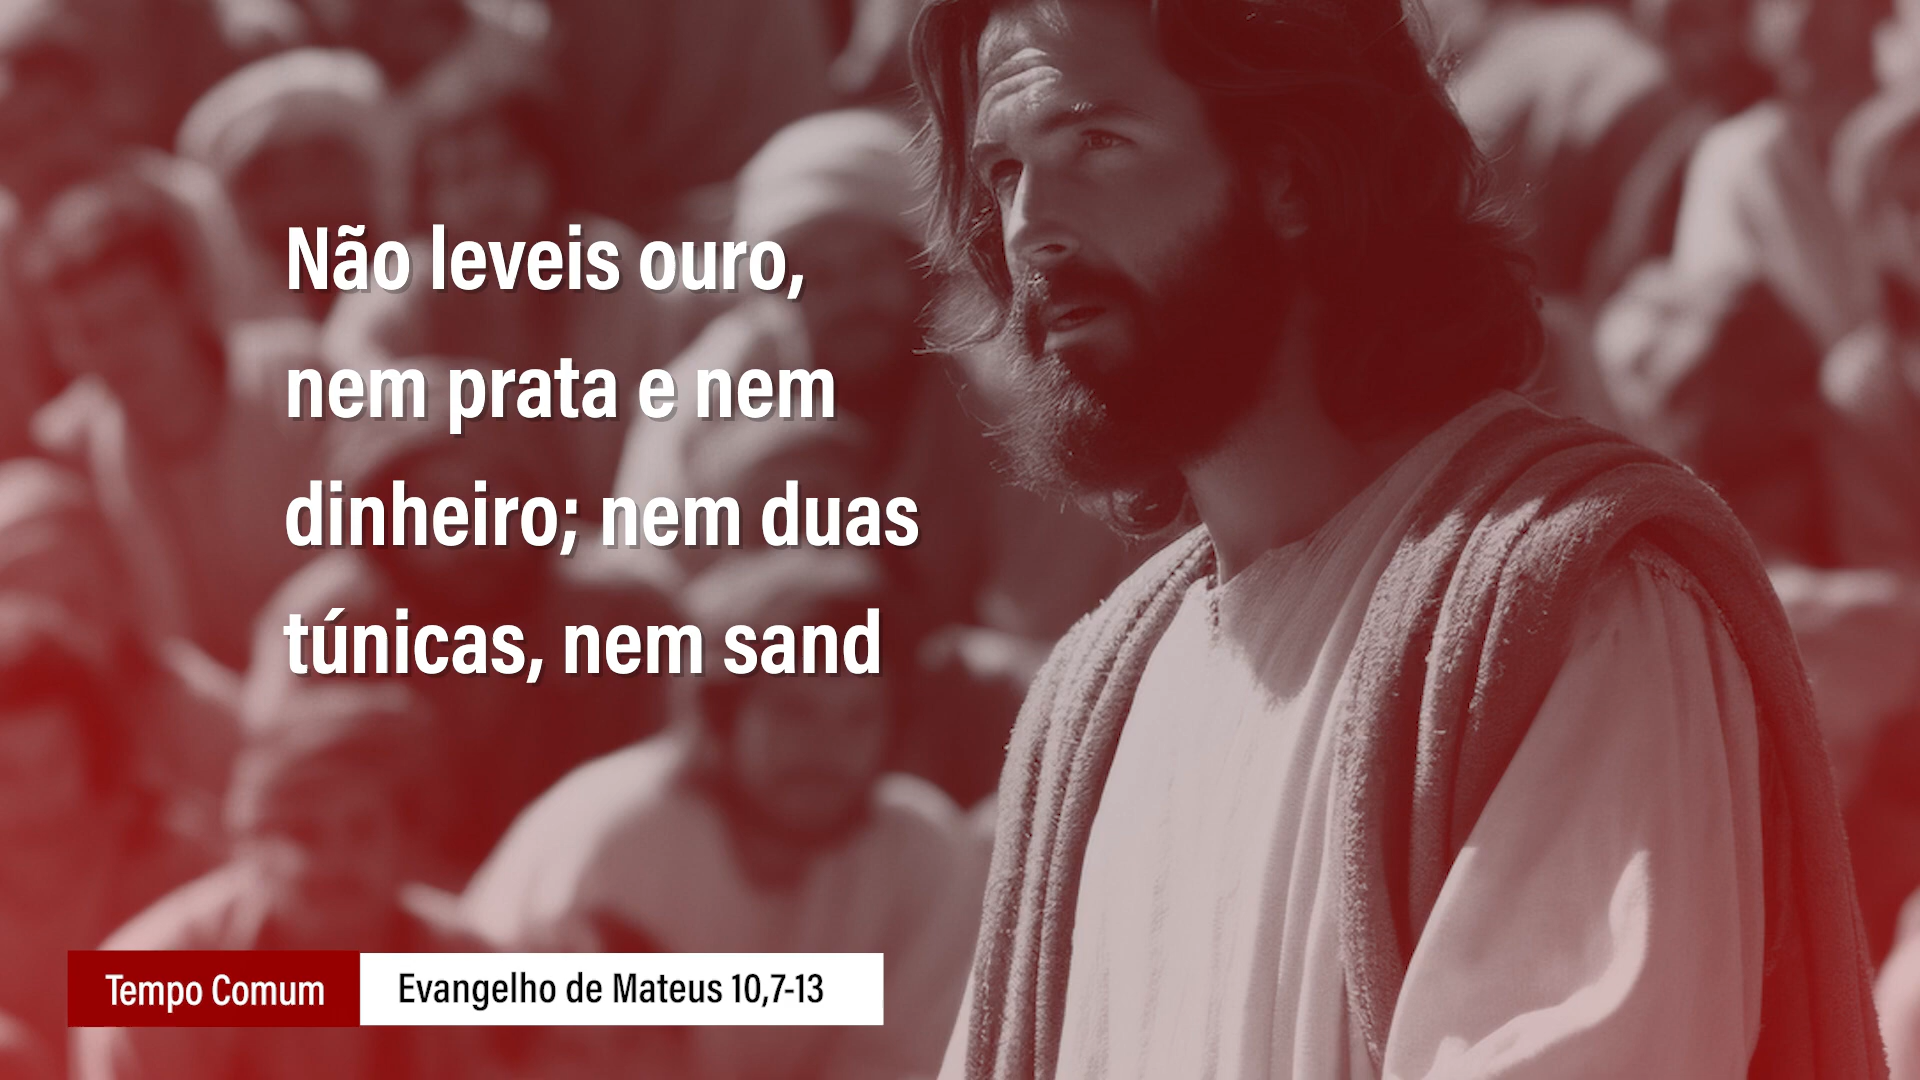 Não leveis ouro,
nem prata e nem
dinheiro; nem duas
túnicas, nem sand
Tempo Comum
Evangelho de Mateus 10,7-13